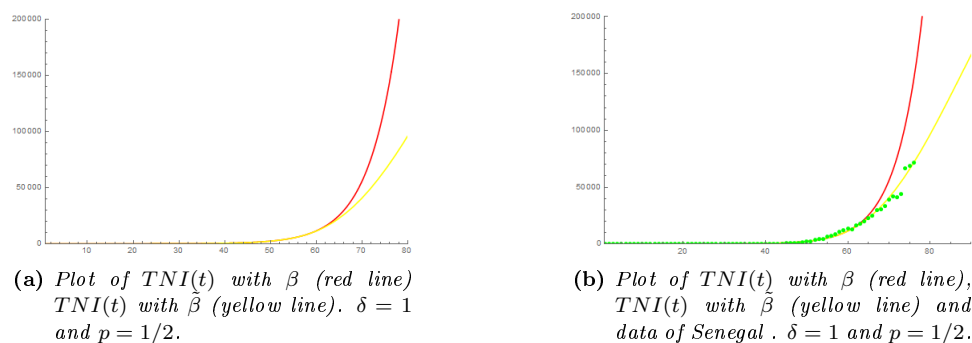 200000
150000
100000
50000
0
10 20 30 40 50 60 70 80
(a) Plot of TNI(t) with β (red line)
TNI(t) with β̃ (yellow line). δ = 1
and p = 1/2.
200000
150000
100000
50000
0
20 40 60 80
(b) Plot of TNI(t) with β (red line),
TNI(t) with β̃ (yellow line) and
data of Senegal . δ = 1 and p = 1/2.